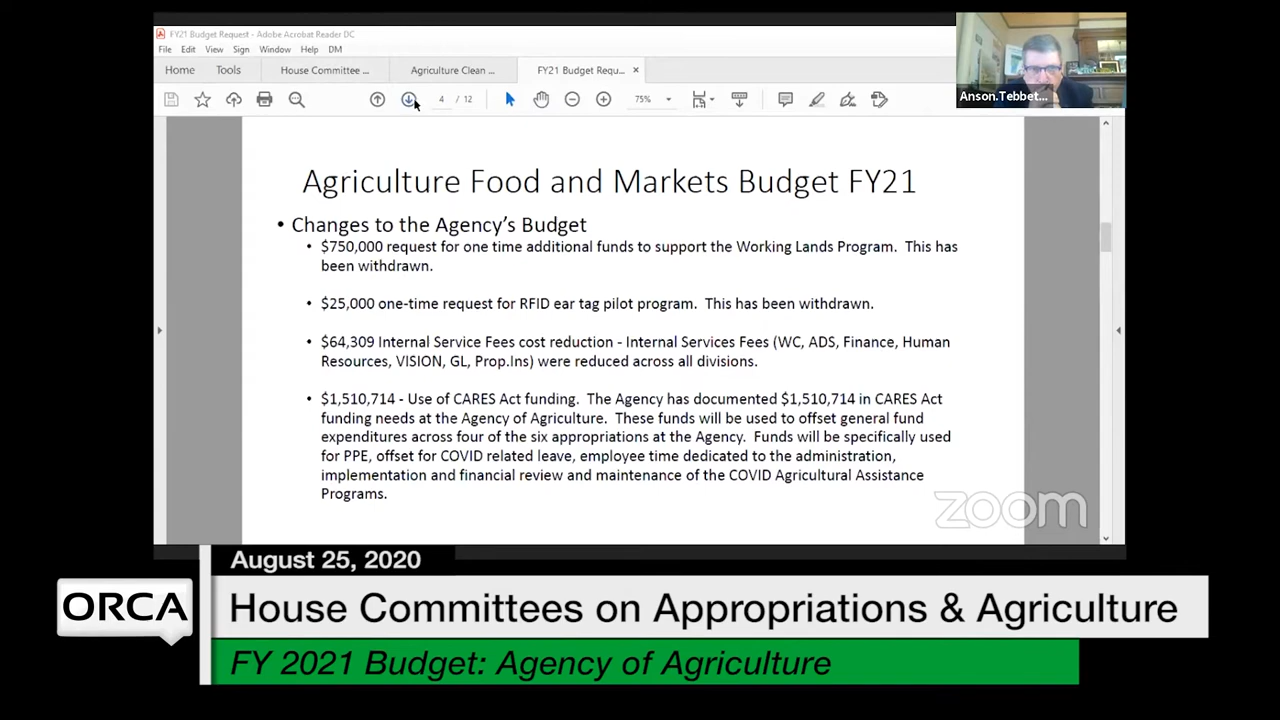 FY21 Budget Request - Adobe Acrobat Reader DC
File Edit View Sign Window Help DM
Home Tools House Committee ... Agriculture Clean ... FY21 Budget Requ... ×
4 / 12 75%
Anson.Tebbet...
Agriculture Food and Markets Budget FY21
• Changes to the Agency's Budget
• $750,000 request for one time additional funds to support the Working Lands Program. This has
been withdrawn.
• $25,000 one-time request for RFID ear tag pilot program. This has been withdrawn.
• $64,309 Internal Service Fees cost reduction - Internal Services Fees (WC, ADS, Finance, Human
Resources, VISION, GL, Prop.Ins) were reduced across all divisions.
• $1,510,714 - Use of CARES Act funding. The Agency has documented $1,510,714 in CARES Act
funding needs at the Agency of Agriculture. These funds will be used to offset general fund
expenditures across four of the six appropriations at the Agency. Funds will be specifically used
for PPE, offset for COVID related leave, employee time dedicated to the administration,
implementation and financial review and maintenance of the COVID Agricultural Assistance
Programs.
zoom
August 25, 2020
ORCA
House Committees on Appropriations & Agriculture
FY 2021 Budget: Agency of Agriculture